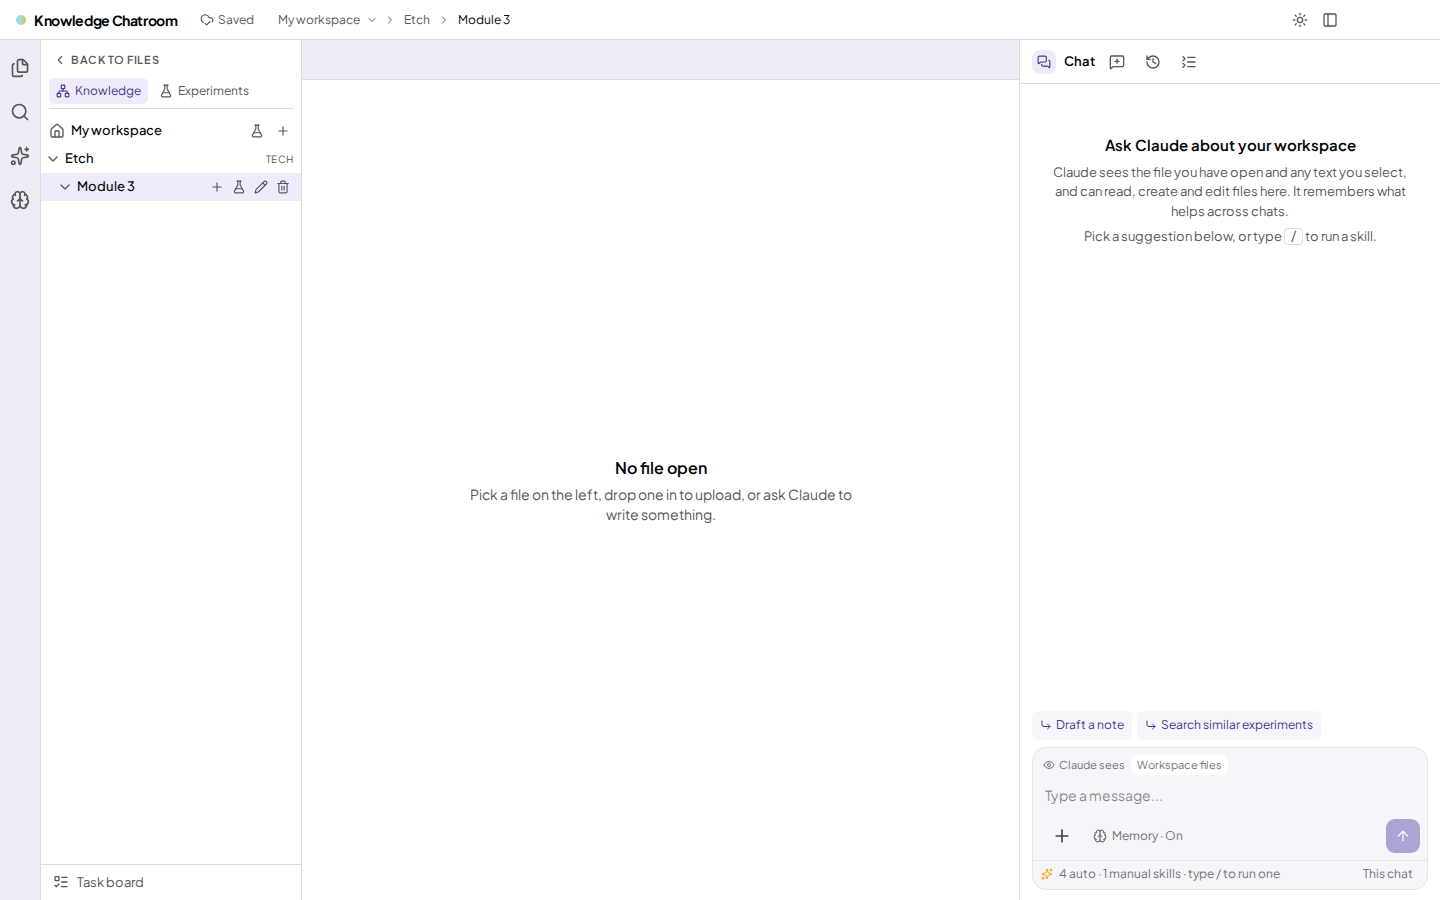 Knowledge Chatroom
Saved
My workspace
Etch
Module 3
BACK TO FILES
Knowledge
Experiments
My workspace
Etch
TECH
Module 3
Task board
No file open
Pick a file on the left, drop one in to upload, or ask Claude to
write something.
Chat
Ask Claude about your workspace
Claude sees the file you have open and any text you select,
and can read, create and edit files here. It remembers what
helps across chats.
Pick a suggestion below, or type / to run a skill.
Draft a note
Search similar experiments
Claude sees
Workspace files
Type a message...
Memory · On
4 auto · 1 manual skills · type / to run one
This chat